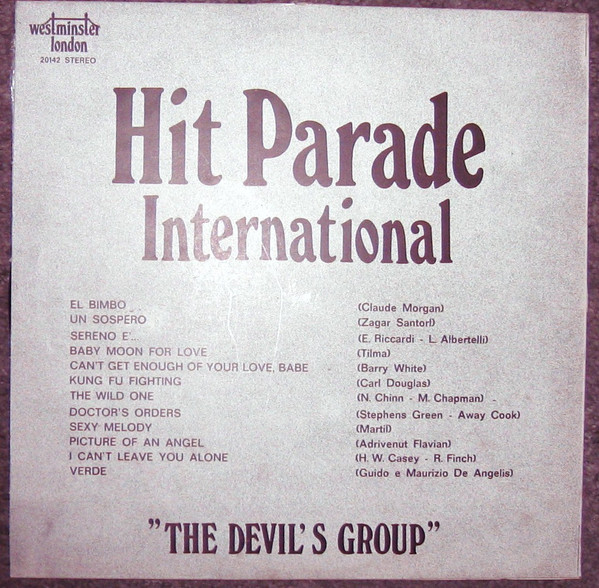 westminster
london
20142 STEREO
Hit Parade
International
EL BIMBO (Claude Morgan)
UN SOSPERO (Zagar Santorl)
SERENO E'... (E. Riccardi - L. Albertelli)
BABY MOON FOR LOVE (Tilma)
CAN'T GET ENOUGH OF YOUR LOVE, BABE (Barry White)
KUNG FU FIGHTING (Carl Douglas)
THE WILD ONE (N. Chinn - M. Chapman)
DOCTOR'S ORDERS (Stephens Green - Away Cook)
SEXY MELODY (Martil)
PICTURE OF AN ANGEL (Adrivenut Flavian)
I CAN'T LEAVE YOU ALONE (H. W. Casey - R. Finch)
VERDE (Guido e Maurizio De Angelis)
"THE DEVIL'S GROUP"